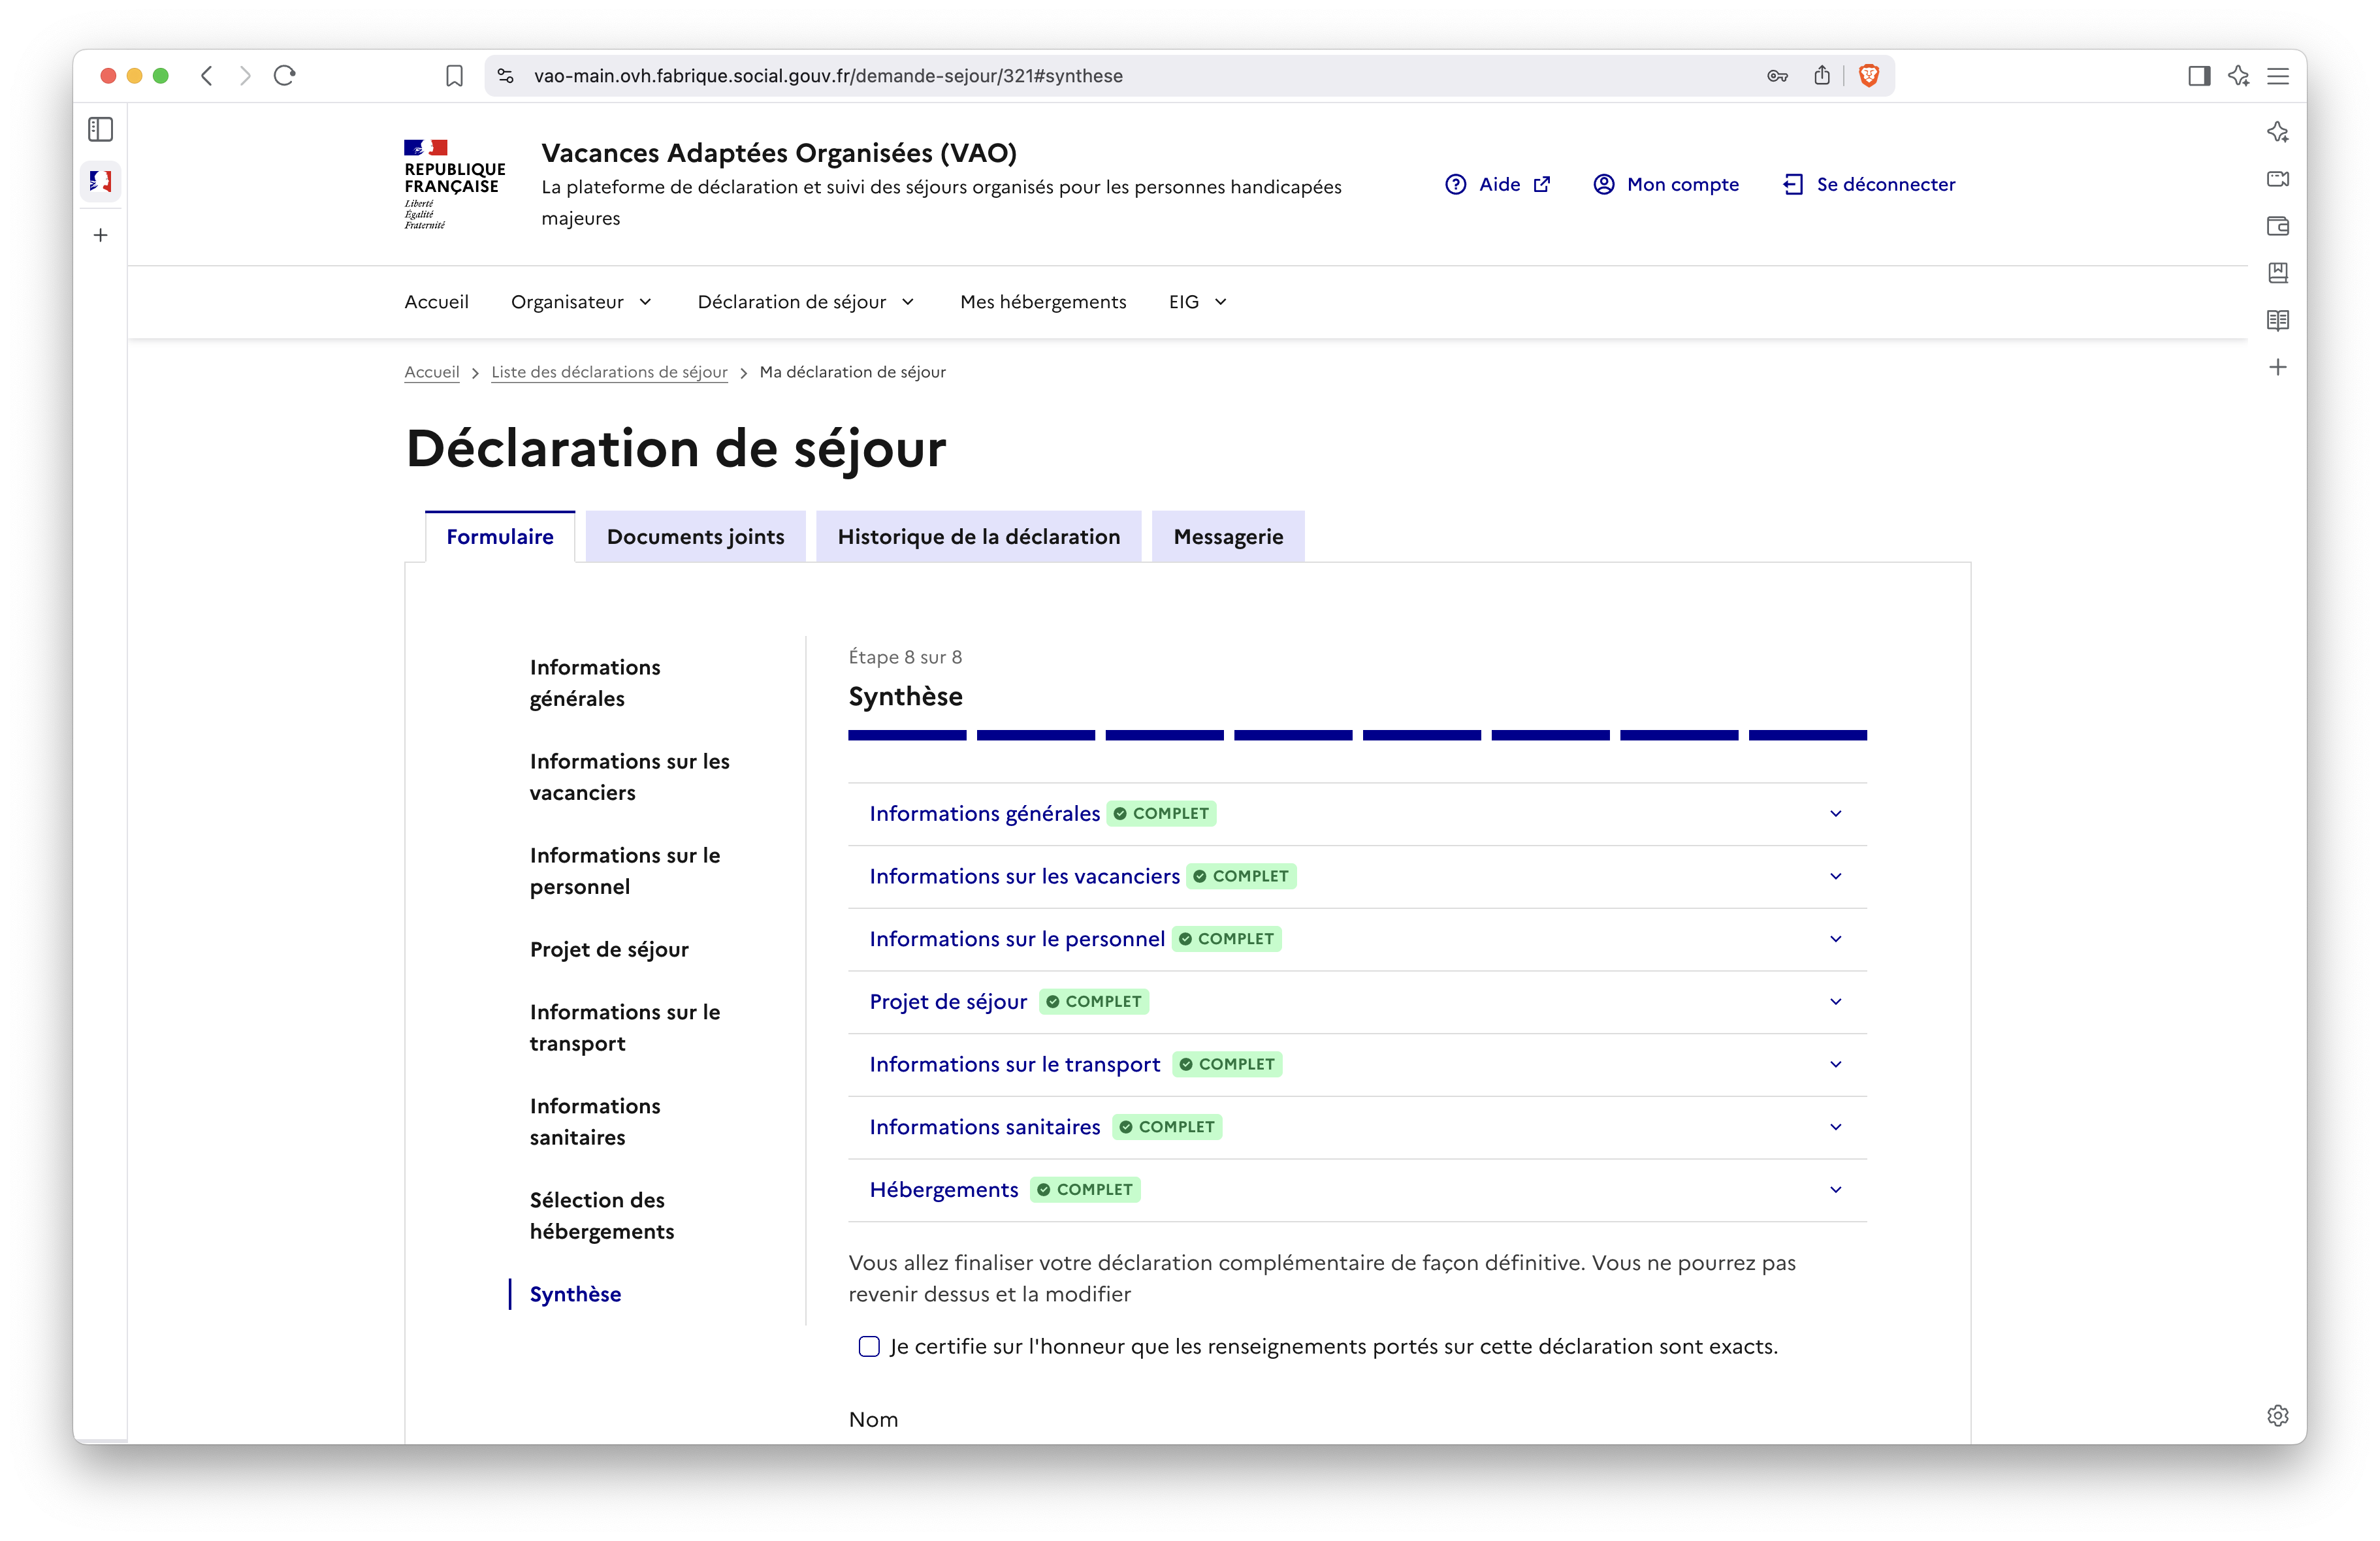 vao-main.ovh.fabrique.social.gouv.fr/demande-sejour/321#synthese
REPUBLIQUE
FRANÇAISE
Liberté
Égalité
Fraternité
Vacances Adaptées Organisées (VAO)
La plateforme de déclaration et suivi des séjours organisés pour les personnes handicapées
majeures
Aide
Mon compte
Se déconnecter
Accueil
Organisateur
Déclaration de séjour
Mes hébergements
EIG
Accueil
Liste des déclarations de séjour
Ma déclaration de séjour
Déclaration de séjour
Formulaire
Documents joints
Historique de la déclaration
Messagerie
Informations
générales
Informations sur les
vacanciers
Informations sur le
personnel
Projet de séjour
Informations sur le
transport
Informations
sanitaires
Sélection des
hébergements
Synthèse
Étape 8 sur 8
Synthèse
Informations générales COMPLET
Informations sur les vacanciers COMPLET
Informations sur le personnel COMPLET
Projet de séjour COMPLET
Informations sur le transport COMPLET
Informations sanitaires COMPLET
Hébergements COMPLET
Vous allez finaliser votre déclaration complémentaire de façon définitive. Vous ne pourrez pas
revenir dessus et la modifier
Je certifie sur l'honneur que les renseignements portés sur cette déclaration sont exacts.
Nom